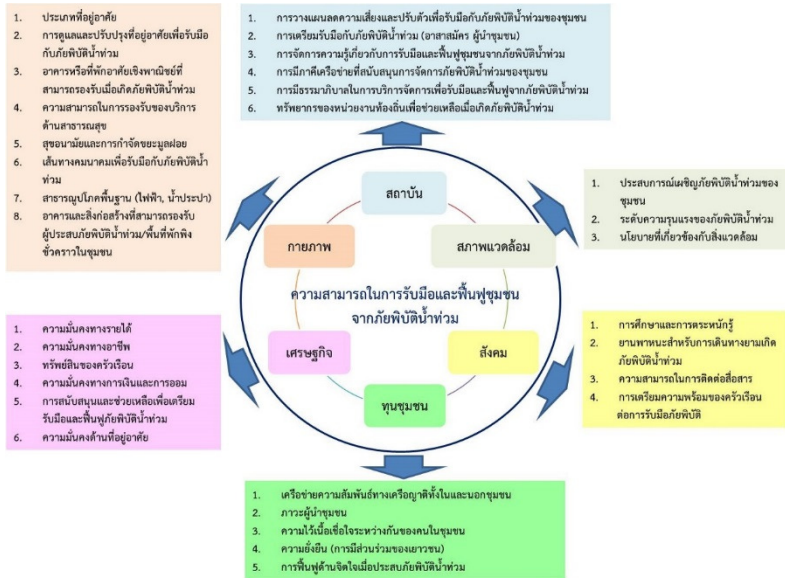 1. ประเภทที่อยู่อาศัย
2. การดูแลและปรับปรุงที่อยู่อาศัยเพื่อรับมือ
กับภัยพิบัติน้ำท่วม
3. อาคารหรือที่พักอาศัยเชิงพาณิชย์ที่
สามารถรองรับเมื่อเกิดภัยพิบัติน้ำท่วม
4. ความสามารถในการรองรับของบริการ
ด้านสาธารณสุข
5. สุขอนามัยและการกำจัดขยะมูลฝอย
6. เส้นทางคมนาคมเพื่อรับมือกับภัยพิบัติน้ำ
ท่วม
7. สาธารณูปโภคพื้นฐาน (ไฟฟ้า, น้ำประปา)
8. อาคารและสิ่งก่อสร้างที่สามารถรองรับ
ผู้ประสบภัยพิบัติน้ำท่วม/พื้นที่พักพิง
ชั่วคราวในชุมชน
1. การวางแผนลดความเสี่ยงและปรับตัวเพื่อรับมือกับภัยพิบัติน้ำท่วมของชุมชน
2. การเตรียมรับมือกับภัยพิบัติน้ำท่วม (อาสาสมัคร ผู้นำชุมชน)
3. การจัดการความรู้เกี่ยวกับการรับมือและฟื้นฟูชุมชนจากภัยพิบัติน้ำท่วม
4. การมีภาคีเครือข่ายที่สนับสนุนการจัดการภัยพิบัติน้ำท่วมของชุมชน
5. การมีธรรมาภิบาลในการบริหารจัดการเพื่อรับมือและฟื้นฟูจากภัยพิบัติน้ำท่วม
6. ทรัพยากรของหน่วยงานท้องถิ่นเพื่อช่วยเหลือเมื่อเกิดภัยพิบัติน้ำท่วม
1. ประสบการณ์เผชิญภัยพิบัติน้ำท่วมของ
ชุมชน
2. ระดับความรุนแรงของภัยพิบัติน้ำท่วม
3. นโยบายที่เกี่ยวข้องกับสิ่งแวดล้อม
สถาบัน
กายภาพ
สภาพแวดล้อม
ความสามารถในการรับมือและฟื้นฟูชุมชน
จากภัยพิบัติน้ำท่วม
เศรษฐกิจ
สังคม
ทุนชุมชน
1. ความมั่นคงทางรายได้
2. ความมั่นคงทางอาชีพ
3. ทรัพย์สินของครัวเรือน
4. ความมั่นคงทางการเงินและการออม
5. การสนับสนุนและช่วยเหลือเพื่อเตรียม
รับมือและฟื้นฟูภัยพิบัติน้ำท่วม
6. ความมั่นคงด้านที่อยู่อาศัย
1. การศึกษาและการตระหนักรู้
2. ยานพาหนะสำหรับการเดินทางยามเกิด
ภัยพิบัติน้ำท่วม
3. ความสามารถในการติดต่อสื่อสาร
4. การเตรียมความพร้อมของครัวเรือน
ต่อการรับมือภัยพิบัติ
1. เครือข่ายความสัมพันธ์ทางเครือญาติทั้งในและนอกชุมชน
2. ภาวะผู้นำชุมชน
3. ความไว้เนื้อเชื่อใจระหว่างกันของคนในชุมชน
4. ความยั่งยืน (การมีส่วนร่วมของเยาวชน)
5. การฟื้นฟูด้านจิตใจเมื่อประสบภัยพิบัติน้ำท่วม